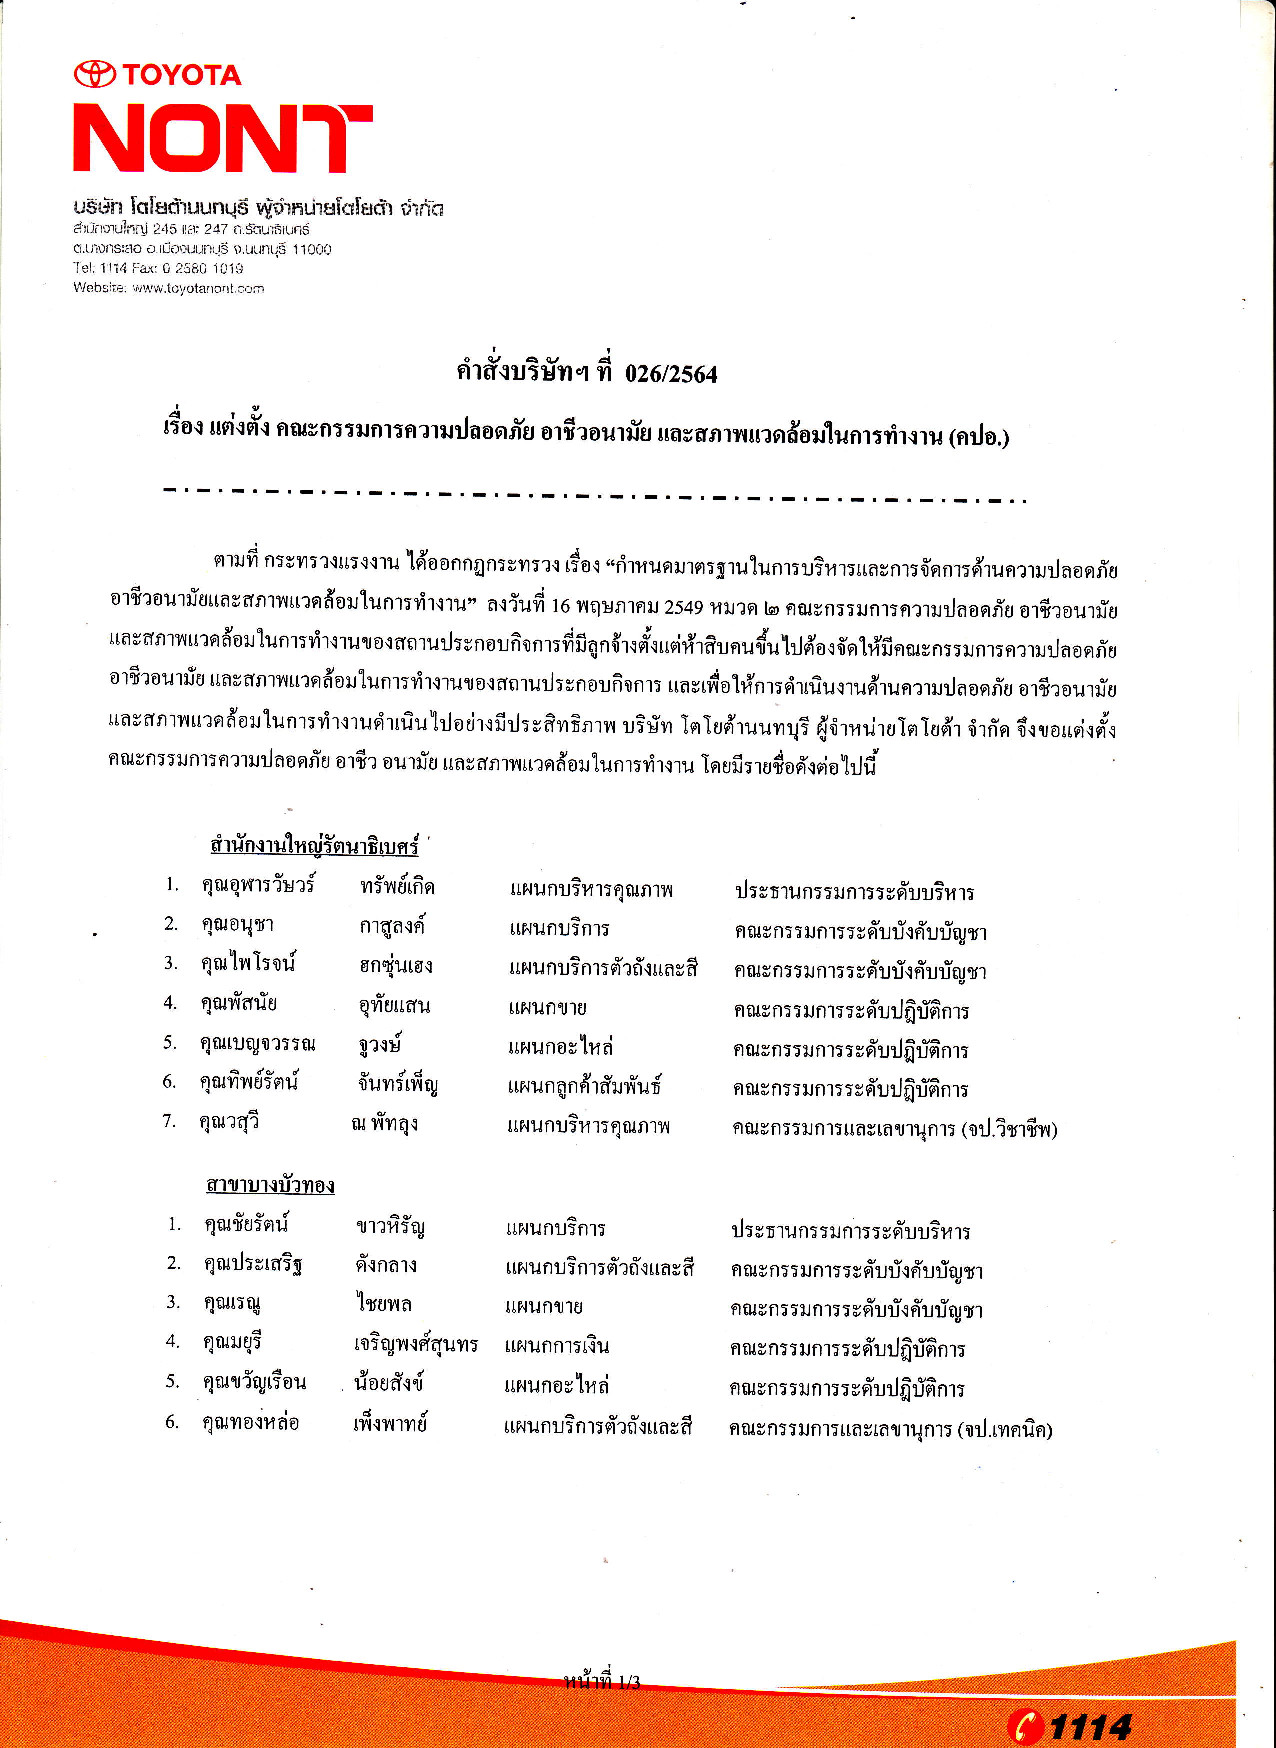 TOYOTA
NONT
บริษัท โตโยต้านนทบุรี ผู้จำหน่ายโตโยต้า จำกัด
สำนักงานใหญ่ 245 และ 247 ถ.รัตนาธิเบศร์
ต.บางกระสอ อ.เมืองนนทบุรี จ.นนทบุรี 11000
Tel: 1114 Fax: 0 2580 1019
Website: www.toyotanont.com
คำสั่งบริษัทฯ ที่ 026/2564
เรื่อง แต่งตั้ง คณะกรรมการความปลอดภัย อาชีวอนามัย และสภาพแวดล้อมในการทำงาน (คปอ.)
ตามที่ กระทรวงแรงงาน ได้ออกกฎกระทรวง เรื่อง “กำหนดมาตรฐานในการบริหารและการจัดการด้านความปลอดภัย
อาชีวอนามัยและสภาพแวดล้อมในการทำงาน” ลงวันที่ 16 พฤษภาคม 2549 หมวด ๒ คณะกรรมการความปลอดภัย อาชีวอนามัย
และสภาพแวดล้อมในการทำงานของสถานประกอบกิจการที่มีลูกจ้างตั้งแต่ห้าสิบคนขึ้นไปต้องจัดให้มีคณะกรรมการความปลอดภัย
อาชีวอนามัย และสภาพแวดล้อมในการทำงานของสถานประกอบกิจการ และเพื่อให้การดำเนินงานด้านความปลอดภัย อาชีวอนามัย
และสภาพแวดล้อมในการทำงานดำเนินไปอย่างมีประสิทธิภาพ บริษัท โตโยต้านนทบุรี ผู้จำหน่ายโตโยต้า จำกัด จึงขอแต่งตั้ง
คณะกรรมการความปลอดภัย อาชีว อนามัย และสภาพแวดล้อมในการทำงาน โดยมีรายชื่อดังต่อไปนี้
สำนักงานใหญ่รัตนาธิเบศร์
1. คุณอุฬารวัษวร์ ทรัพย์เกิด แผนกบริหารคุณภาพ ประธานกรรมการระดับบริหาร
2. คุณอนุชา กาสูลงค์ แผนกบริการ คณะกรรมการระดับบังคับบัญชา
3. คุณไพโรจน์ ฮกซุ่นเฮง แผนกบริการตัวถังและสี คณะกรรมการระดับบังคับบัญชา
4. คุณพัสนัย อุทัยแสน แผนกขาย คณะกรรมการระดับปฏิบัติการ
5. คุณเบญจวรรณ ฐวงษ์ แผนกอะไหล่ คณะกรรมการระดับปฏิบัติการ
6. คุณทิพย์รัตน์ จันทร์เพ็ญ แผนกลูกค้าสัมพันธ์ คณะกรรมการระดับปฏิบัติการ
7. คุณวสุวี ณ พัทลุง แผนกบริหารคุณภาพ คณะกรรมการและเลขานุการ (จป.วิชาชีพ)
สาขาบางบัวทอง
1. คุณชัยรัตน์ ขาวหิรัญ แผนกบริการ ประธานกรรมการระดับบริหาร
2. คุณประเสริฐ ดังกลาง แผนกบริการตัวถังและสี คณะกรรมการระดับบังคับบัญชา
3. คุณเรณู ไชยพล แผนกขาย คณะกรรมการระดับบังคับบัญชา
4. คุณมยุรี เจริญพงศ์สุนทร แผนกการเงิน คณะกรรมการระดับปฏิบัติการ
5. คุณขวัญเรือน น้อยสังข์ แผนกอะไหล่ คณะกรรมการระดับปฏิบัติการ
6. คุณทองหล่อ เพ็งพาทย์ แผนกบริการตัวถังและสี คณะกรรมการและเลขานุการ (จป.เทคนิค)
หน้าที่ 1/3
1114